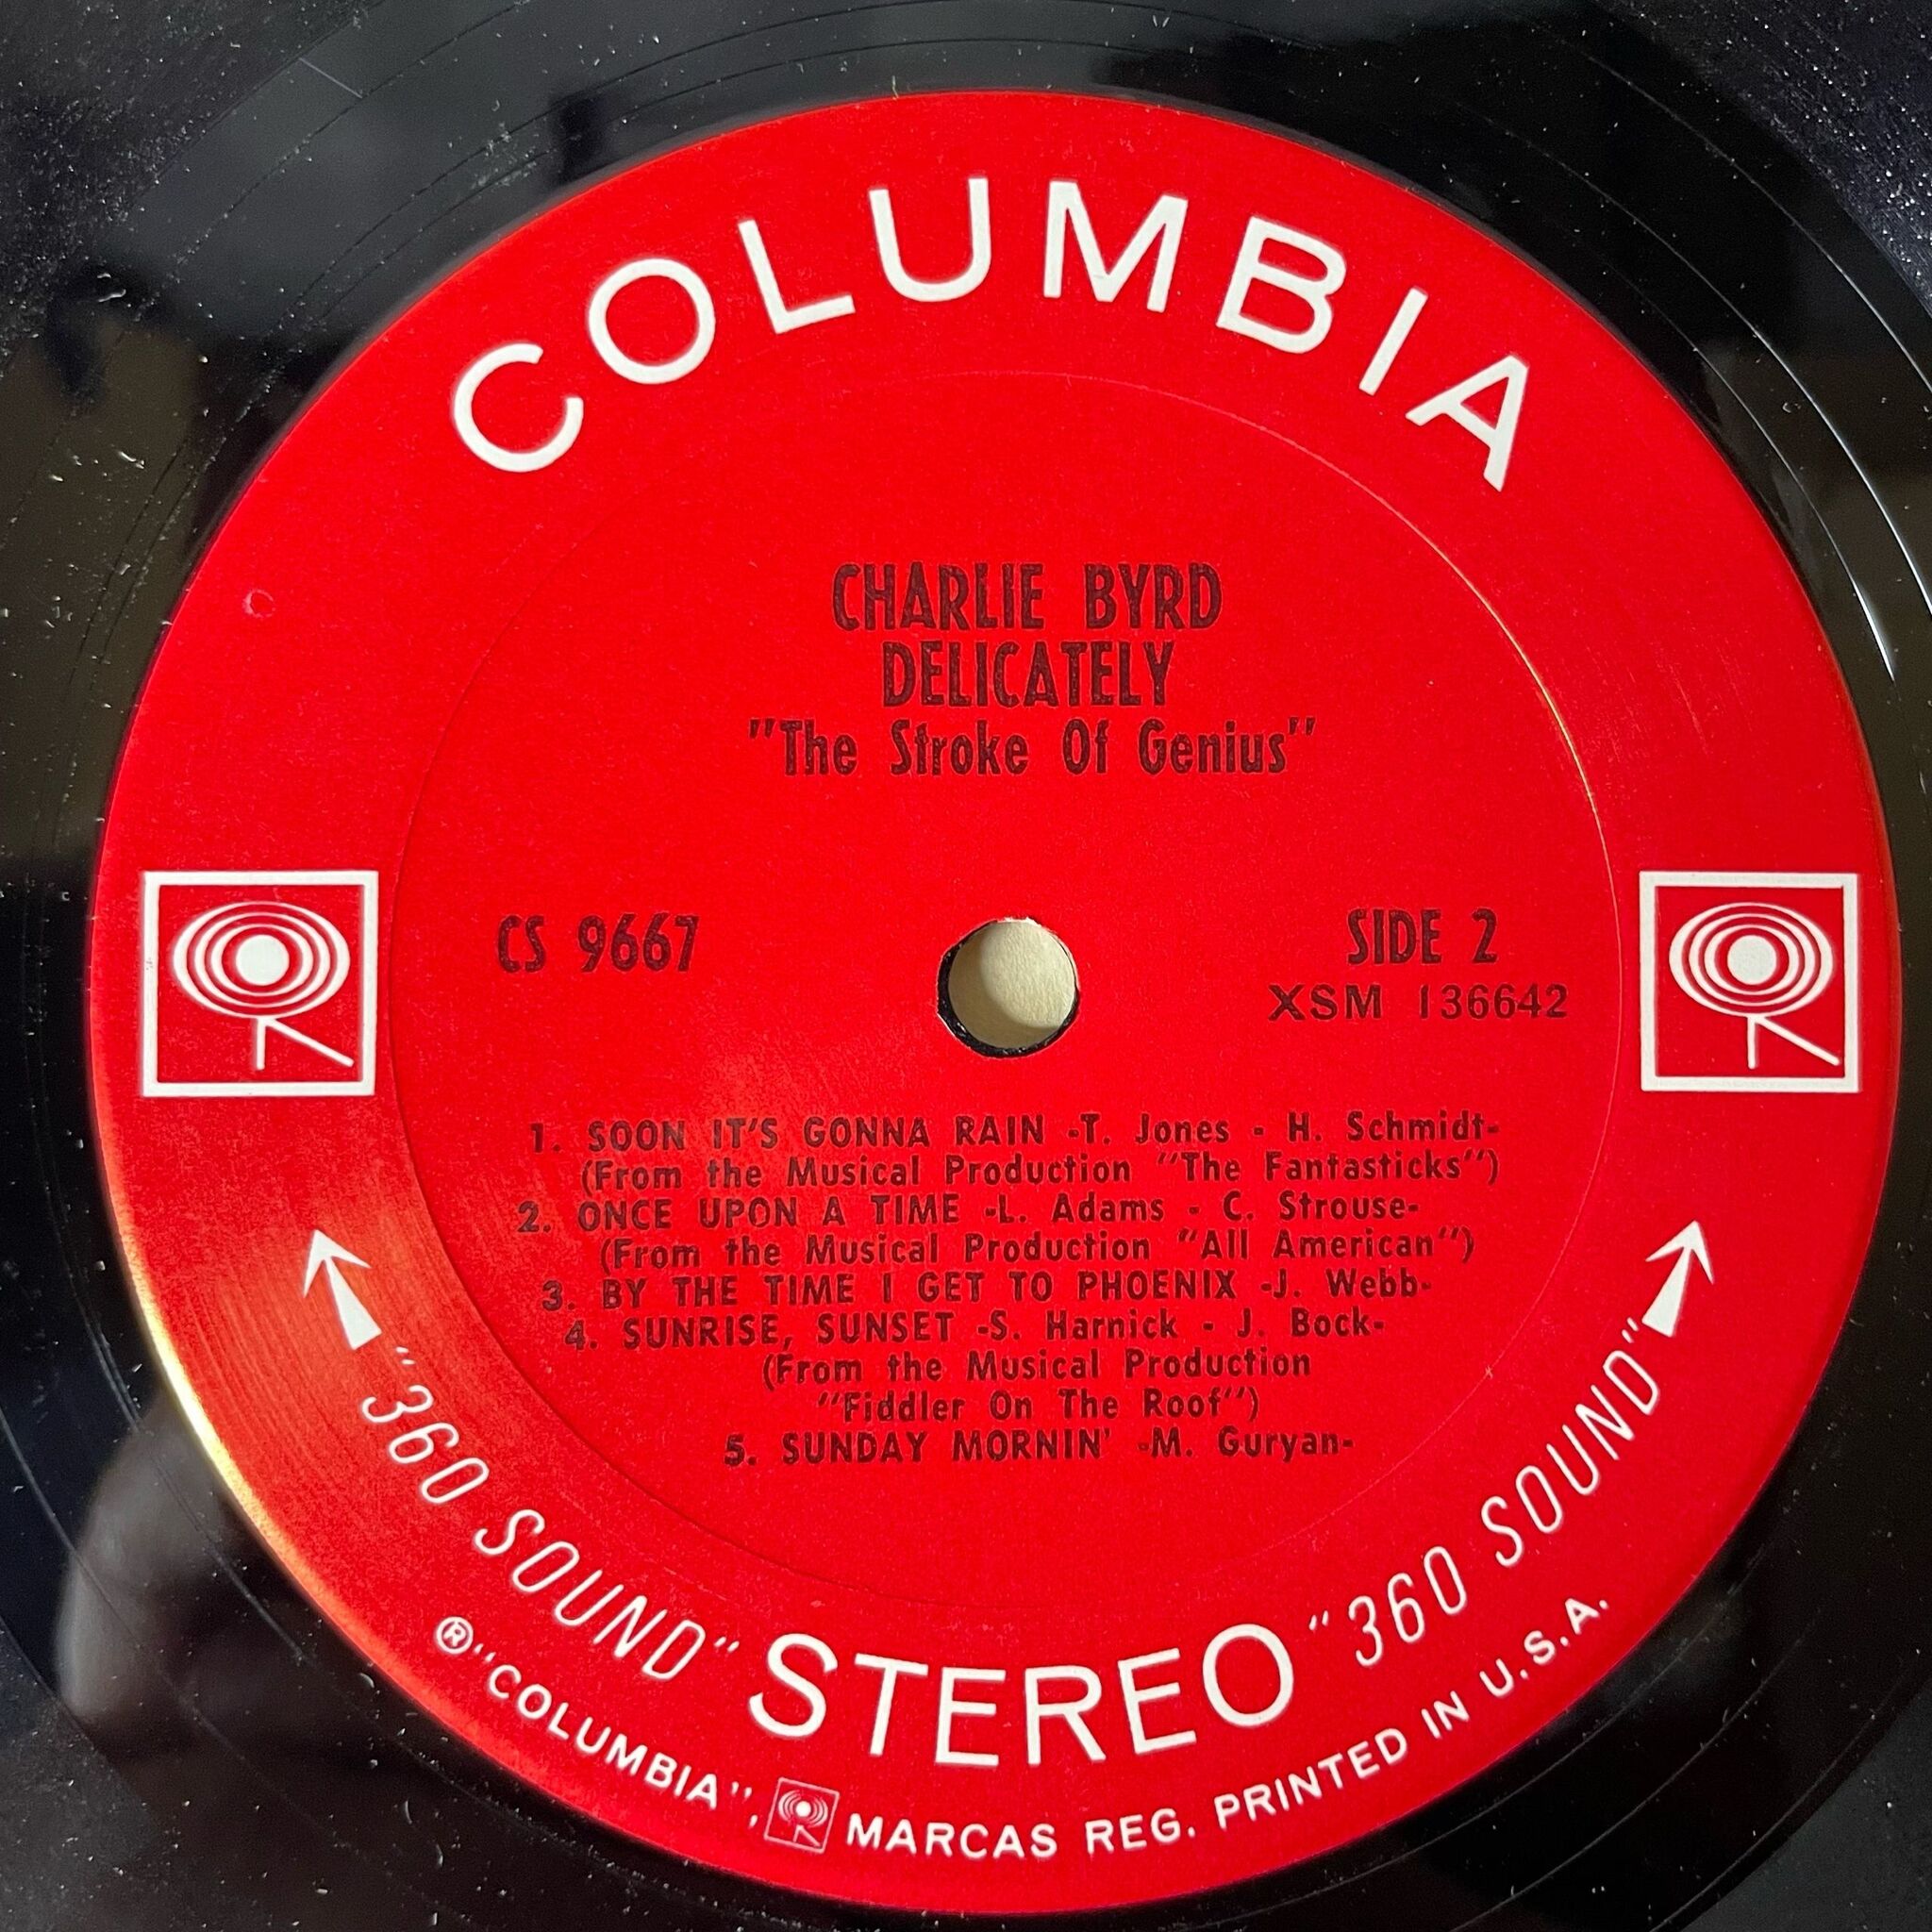 COLUMBIA
CHARLIE BYRD
DELICATELY
"The Stroke Of Genius"
CS 9667
SIDE 2
XSM 136642
1. SOON IT'S GONNA RAIN -T. Jones - H. Schmidt-
(From the Musical Production "The Fantasticks")
2. ONCE UPON A TIME -L. Adams - C. Strouse-
(From the Musical Production "All American")
3. BY THE TIME I GET TO PHOENIX -J. Webb-
4. SUNRISE, SUNSET -S. Harnick - J. Bock-
(From the Musical Production
"Fiddler On The Roof")
5. SUNDAY MORNIN' -M. Guryan-
"360 SOUND" STEREO "360 SOUND"
® "COLUMBIA", MARCAS REG. PRINTED IN U.S.A.